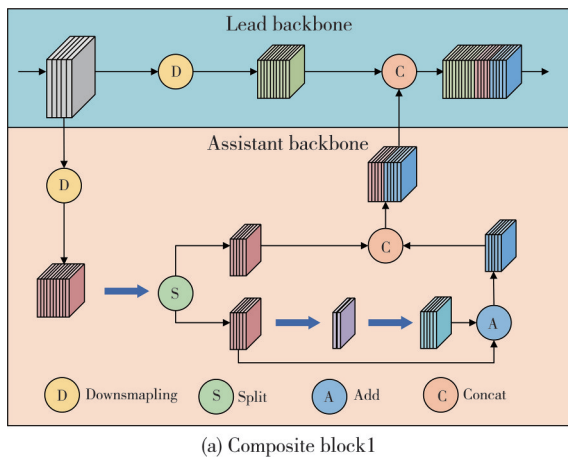 Lead backbone
D
C
Assistant backbone
D
C
S
A
D Downsmapling S Split A Add C Concat
(a) Composite block1